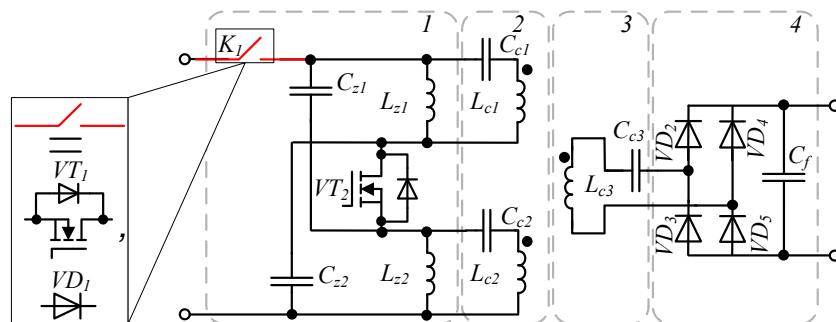 K1
1
2
3
4
Cz1
Lz1
Cc1
Lc1
VT1
,
VD1
VT2
Cz2
Lz2
Cc2
Lc2
Cc3
Lc3
VD2
VD4
VD3
VD5
Cf